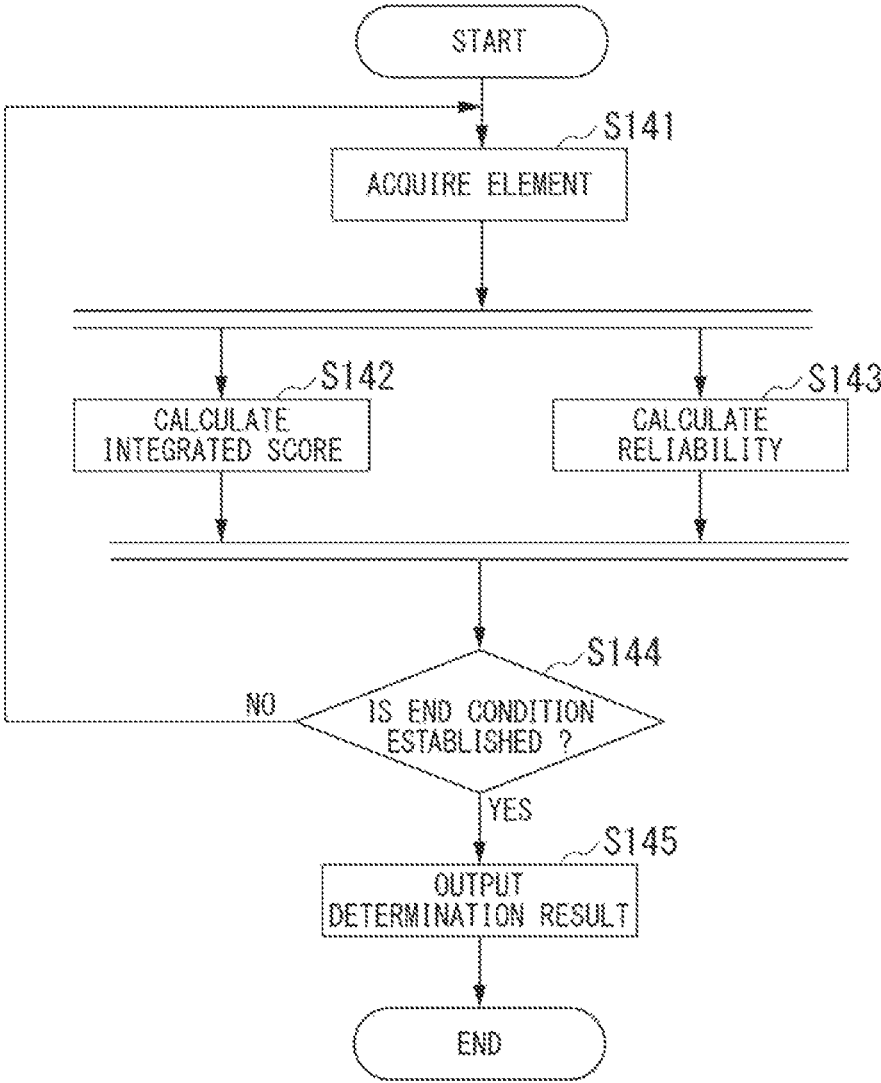 START
S141
ACQUIRE ELEMENT
S142
CALCULATE
INTEGRATED SCORE
S143
CALCULATE
RELIABILITY
S144
IS END CONDITION
ESTABLISHED ?
NO
YES
S145
OUTPUT
DETERMINATION RESULT
END